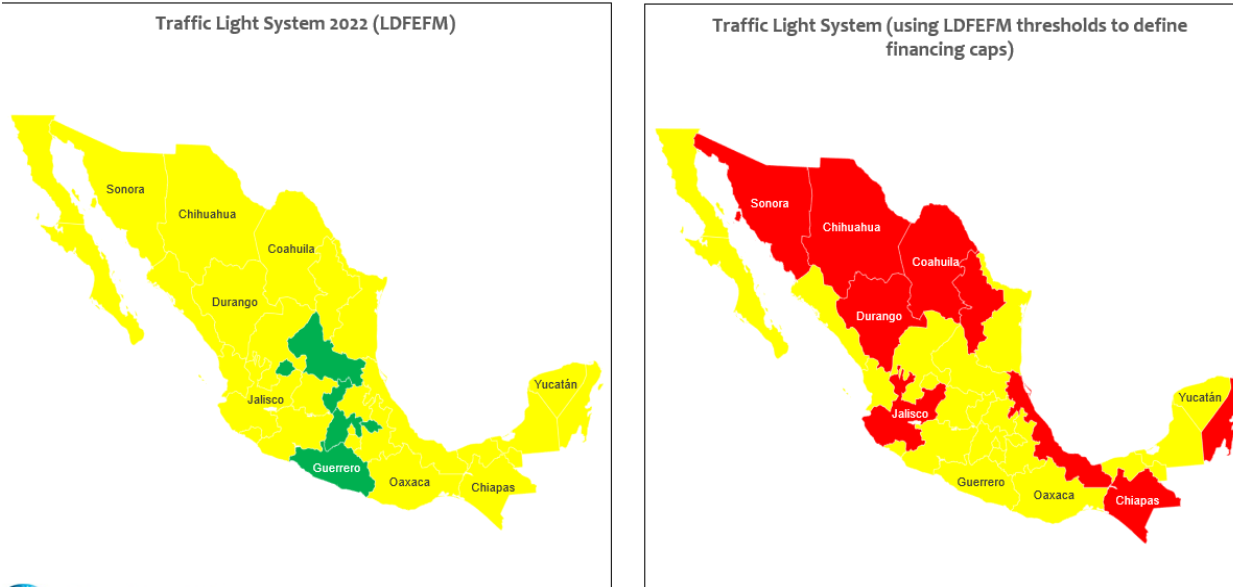 Traffic Light System 2022 (LDFEFM)
Sonora
Chihuahua
Coahuila
Durango
Jalisco
Yucatán
Guerrero
Oaxaca
Chiapas
Traffic Light System (using LDFEFM thresholds to define
financing caps)
Sonora
Chihuahua
Coahuila
Durango
Jalisco
Yucatán
Guerrero
Oaxaca
Chiapas